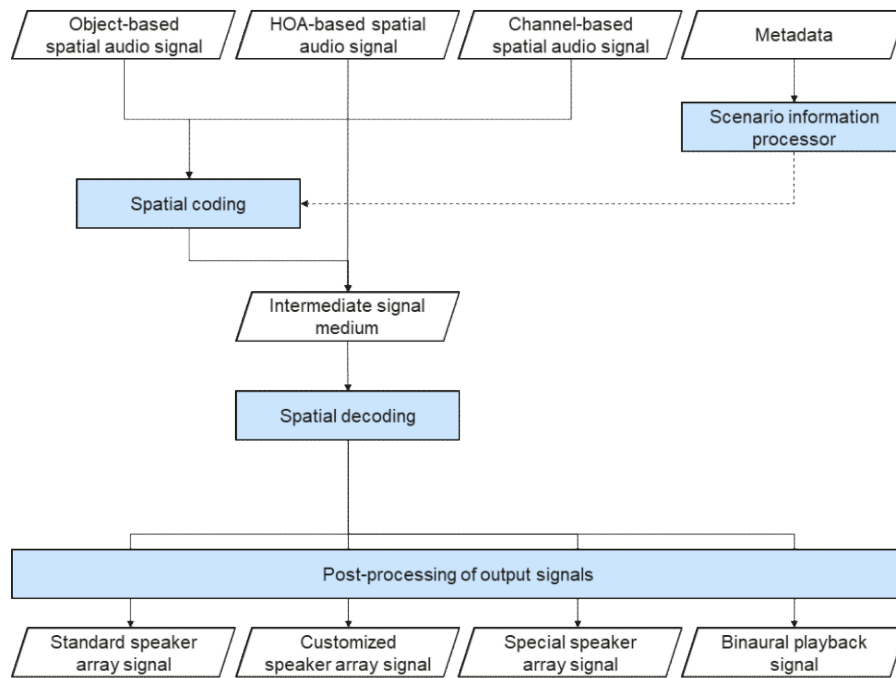 Object-based
spatial audio signal
HOA-based spatial
audio signal
Channel-based
spatial audio signal
Metadata
Scenario information
processor
Spatial coding
Intermediate signal
medium
Spatial decoding
Post-processing of output signals
Standard speaker
array signal
Customized
speaker array signal
Special speaker
array signal
Binaural playback
signal